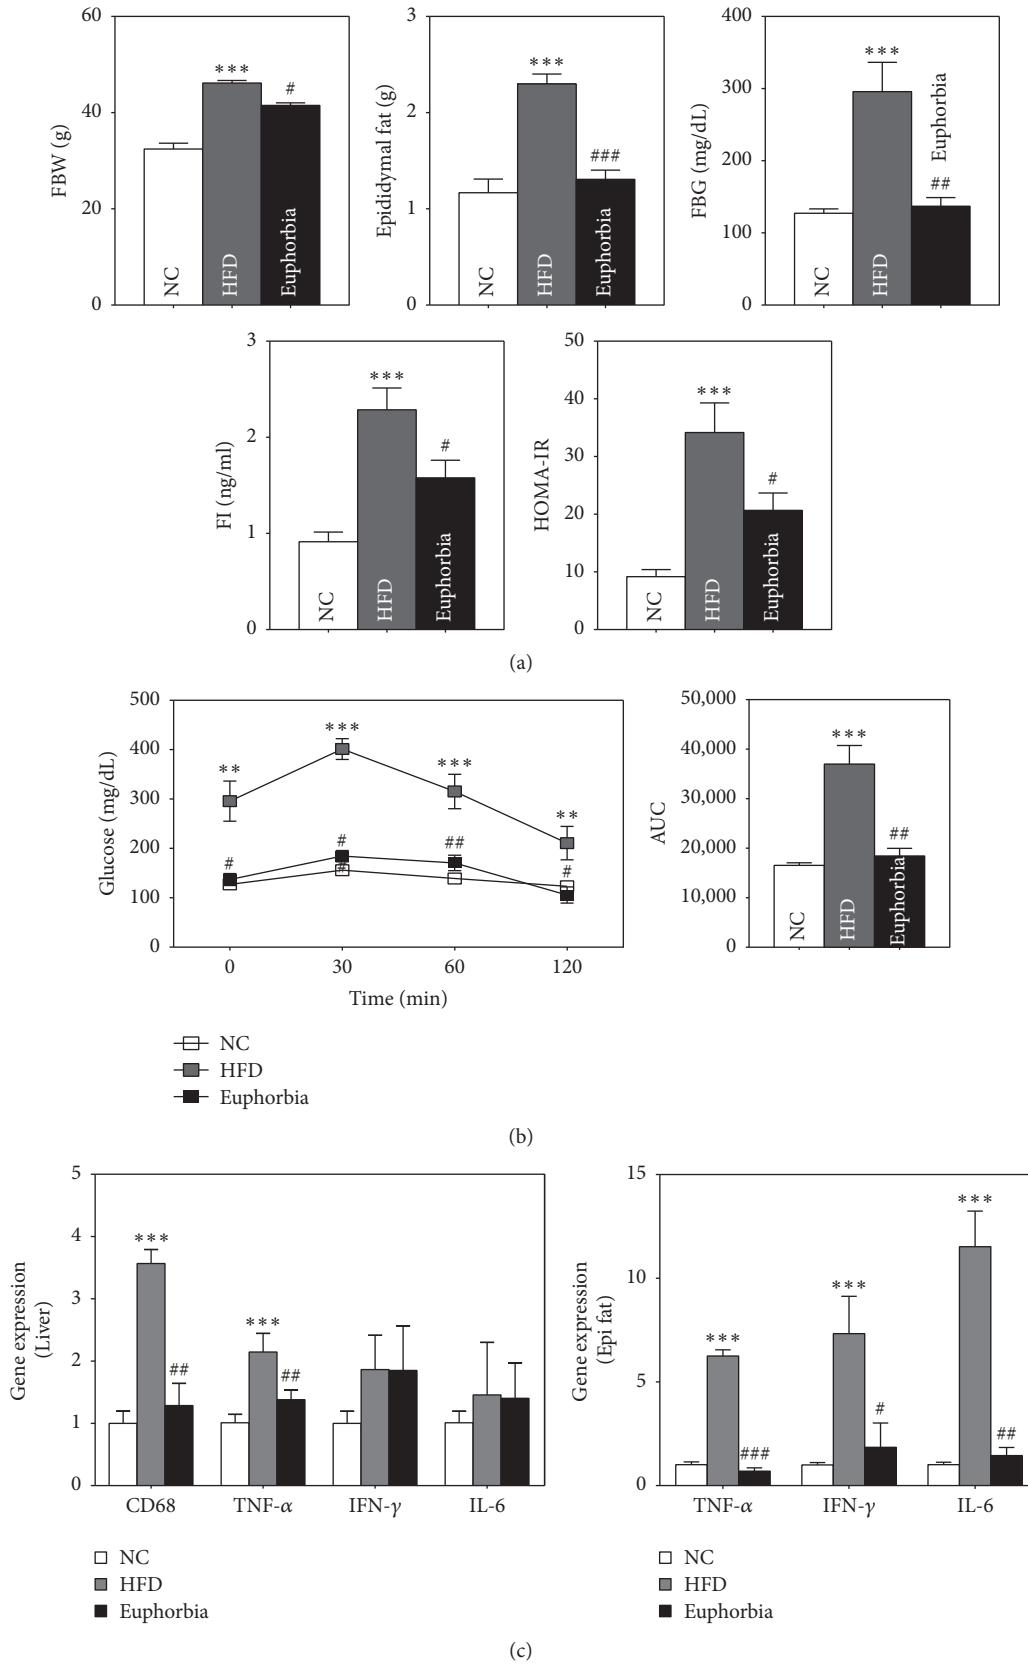 60
40
20
0
FBW (g)
***
#
NC
HFD
Euphorbia
3
2
1
0
Epididymal fat (g)
***
###
NC
HFD
Euphorbia
400
300
200
100
0
FBG (mg/dL)
***
##
NC
HFD
Euphorbia
3
2
1
0
FI (ng/ml)
***
#
NC
HFD
Euphorbia
50
40
30
20
10
0
HOMA-IR
***
#
NC
HFD
Euphorbia
(a)
500
400
300
200
100
0
Glucose (mg/dL)
**
***
***
**
#
#
##
#
#
0 30 60 120
Time (min)
NC
HFD
Euphorbia
50,000
40,000
30,000
20,000
10,000
0
AUC
***
##
NC
HFD
Euphorbia
(b)
5
4
3
2
1
0
Gene expression
(Liver)
***
##
***
##
CD68 TNF-α IFN-γ IL-6
NC
HFD
Euphorbia
15
10
5
0
Gene expression
(Epi fat)
***
###
***
#
***
##
TNF-α IFN-γ IL-6
NC
HFD
Euphorbia
(c)